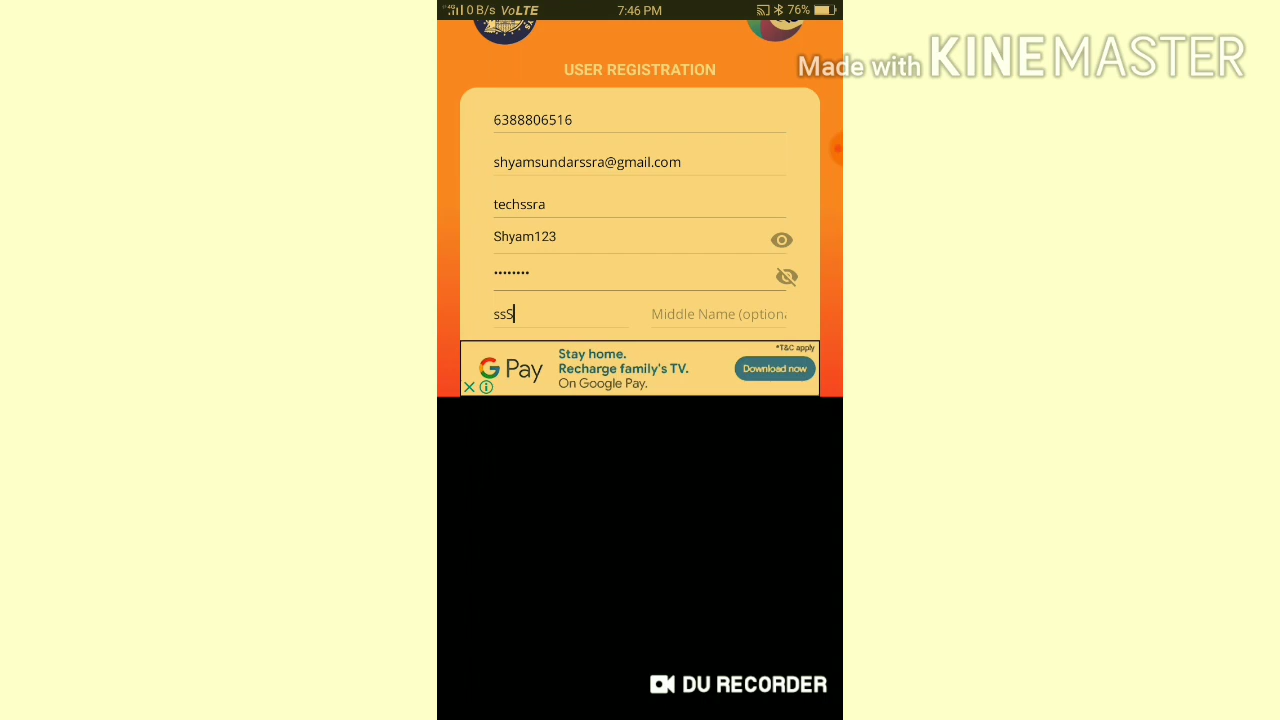 0 B/s VoLTE 7:46 PM 76%
Made with KINEMASTER
USER REGISTRATION
6388806516
shyamsundarssra@gmail.com
techssra
Shyam123
••••••••
ssS Middle Name (optiona
*T&C apply
G Pay
Stay home.
Recharge family's TV.
On Google Pay.
Download now
DU RECORDER